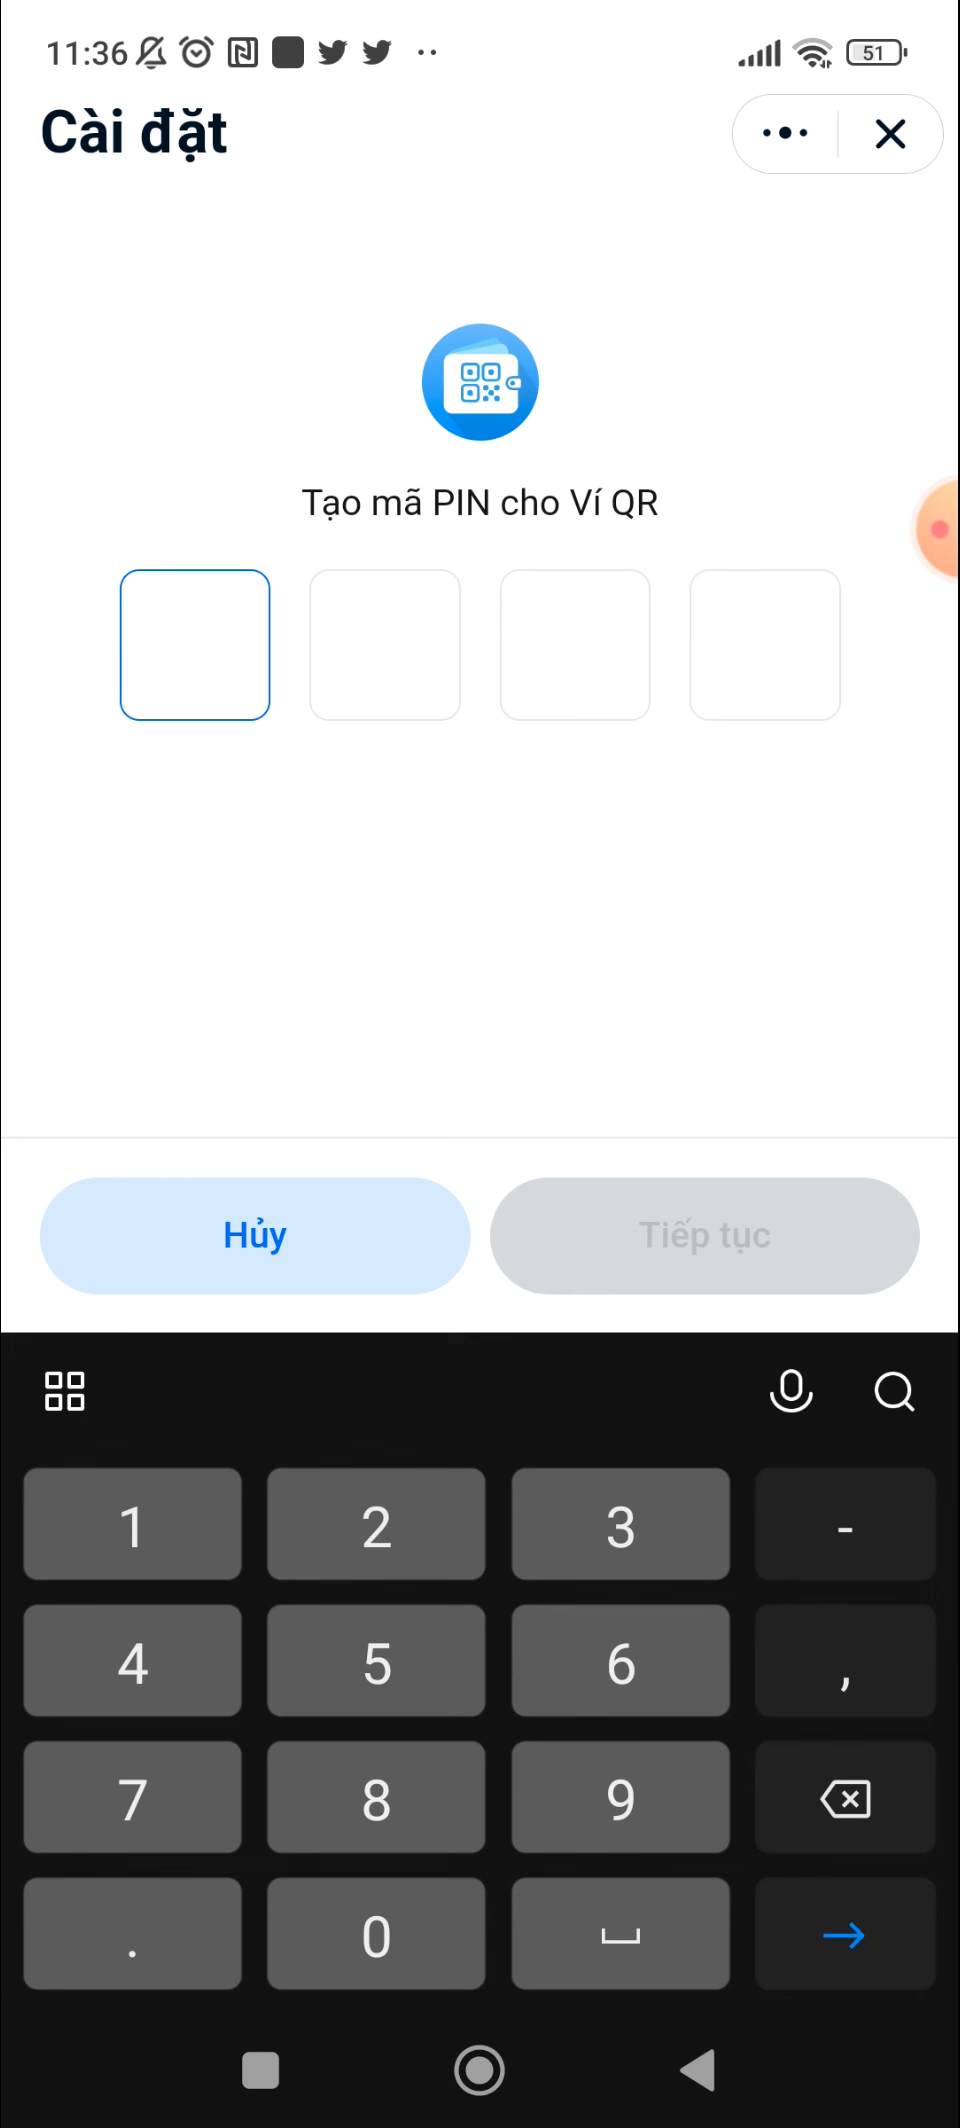 11:36
51
Cài đặt
Tạo mã PIN cho Ví QR
Hủy
Tiếp tục
1 2 3 -
4 5 6 ,
7 8 9
. 0